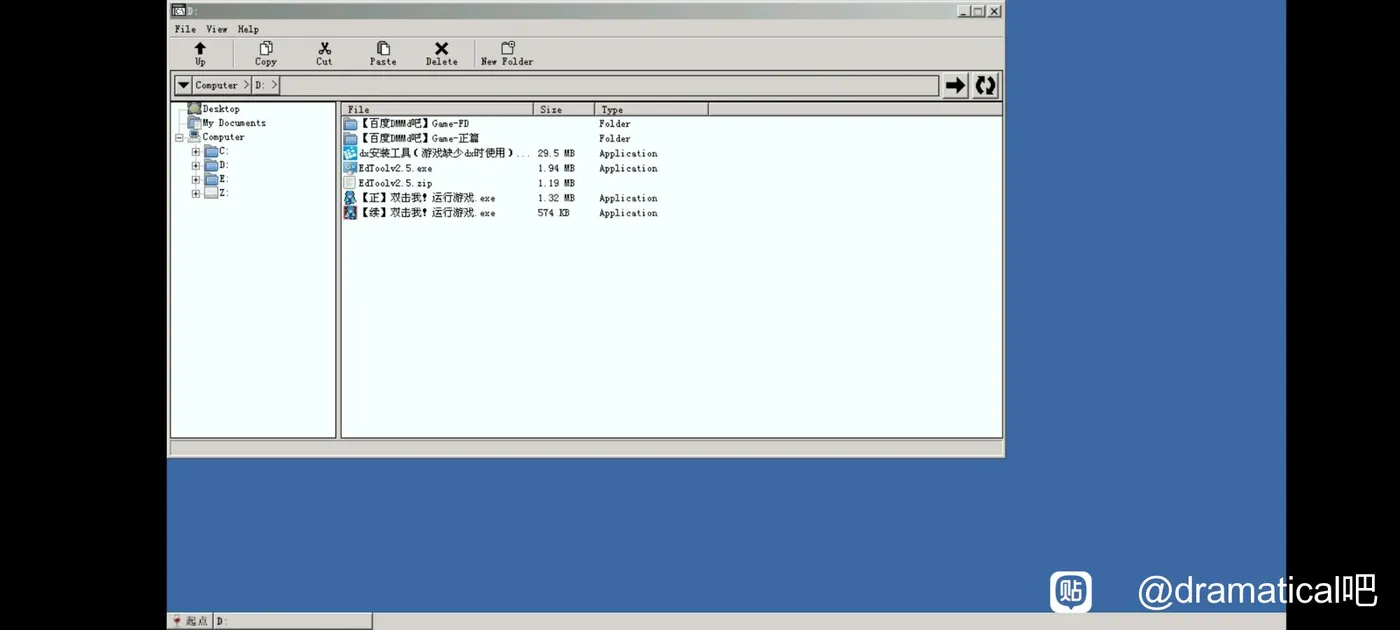 D:
File View Help
Up Copy Cut Paste Delete New Folder
Computer > D: >
Desktop
My Documents
Computer
C:
D:
E:
Z:
File Size Type
【百度DMMd吧】Game-FD Folder
【百度DMMd吧】Game-正篇 Folder
dx安装工具(游戏缺少dx时使用)... 29.5 MB Application
EdToolv2.5.exe 1.94 MB Application
EdToolv2.5.zip 1.19 MB
【正】双击我! 运行游戏.exe 1.32 MB Application
【续】双击我! 运行游戏.exe 574 KB Application
贴 @dramatical吧
起点 D: